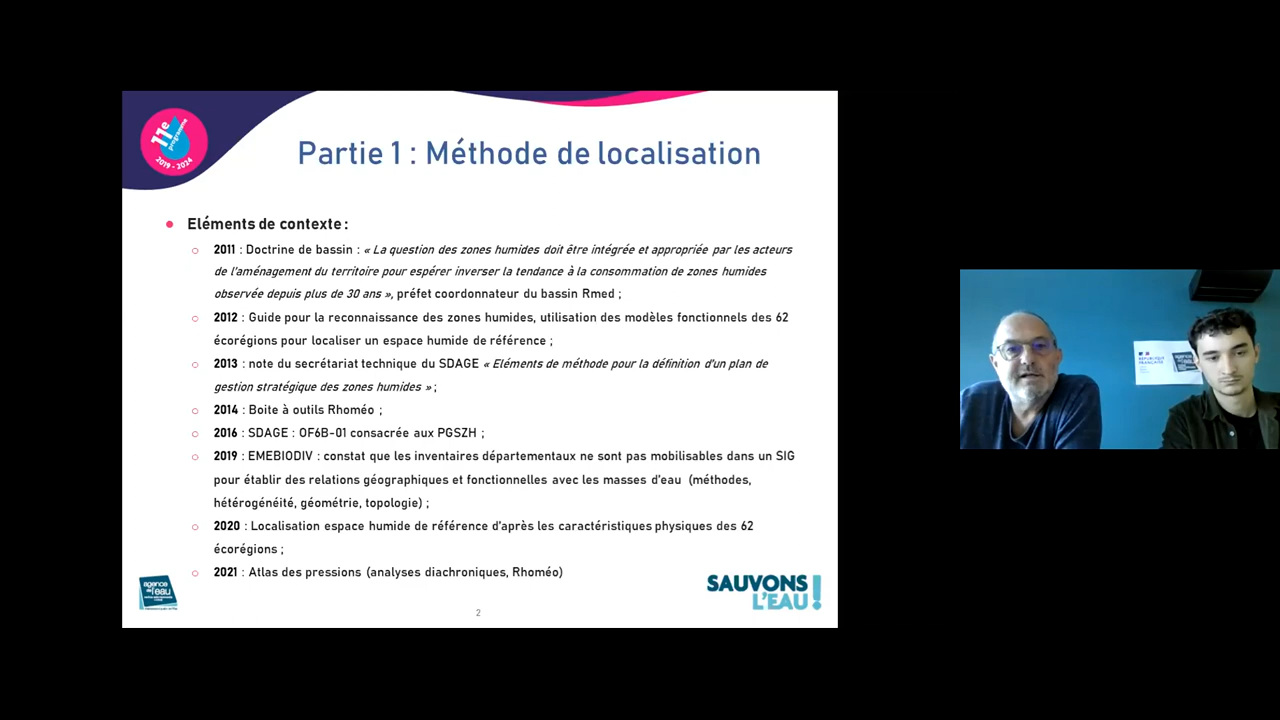 11e
programme
2019 - 2024
Partie 1 : Méthode de localisation
Eléments de contexte :
2011 : Doctrine de bassin : « La question des zones humides doit être intégrée et appropriée par les acteurs
de l'aménagement du territoire pour espérer inverser la tendance à la consommation de zones humides
observée depuis plus de 30 ans », préfet coordonnateur du bassin Rmed ;
2012 : Guide pour la reconnaissance des zones humides, utilisation des modèles fonctionnels des 62
écorégions pour localiser un espace humide de référence ;
2013 : note du secrétariat technique du SDAGE « Eléments de méthode pour la définition d'un plan de
gestion stratégique des zones humides » ;
2014 : Boite à outils Rhoméo ;
2016 : SDAGE : OF6B-01 consacrée aux PGSZH ;
2019 : EMEBIODIV : constat que les inventaires départementaux ne sont pas mobilisables dans un SIG
pour établir des relations géographiques et fonctionnelles avec les masses d'eau (méthodes,
hétérogénéité, géométrie, topologie) ;
2020 : Localisation espace humide de référence d'après les caractéristiques physiques des 62
écorégions ;
2021 : Atlas des pressions (analyses diachroniques, Rhoméo)
agence
de l'eau
SAUVONS
L'EAU !
2
RÉPUBLIQUE
FRANÇAISE